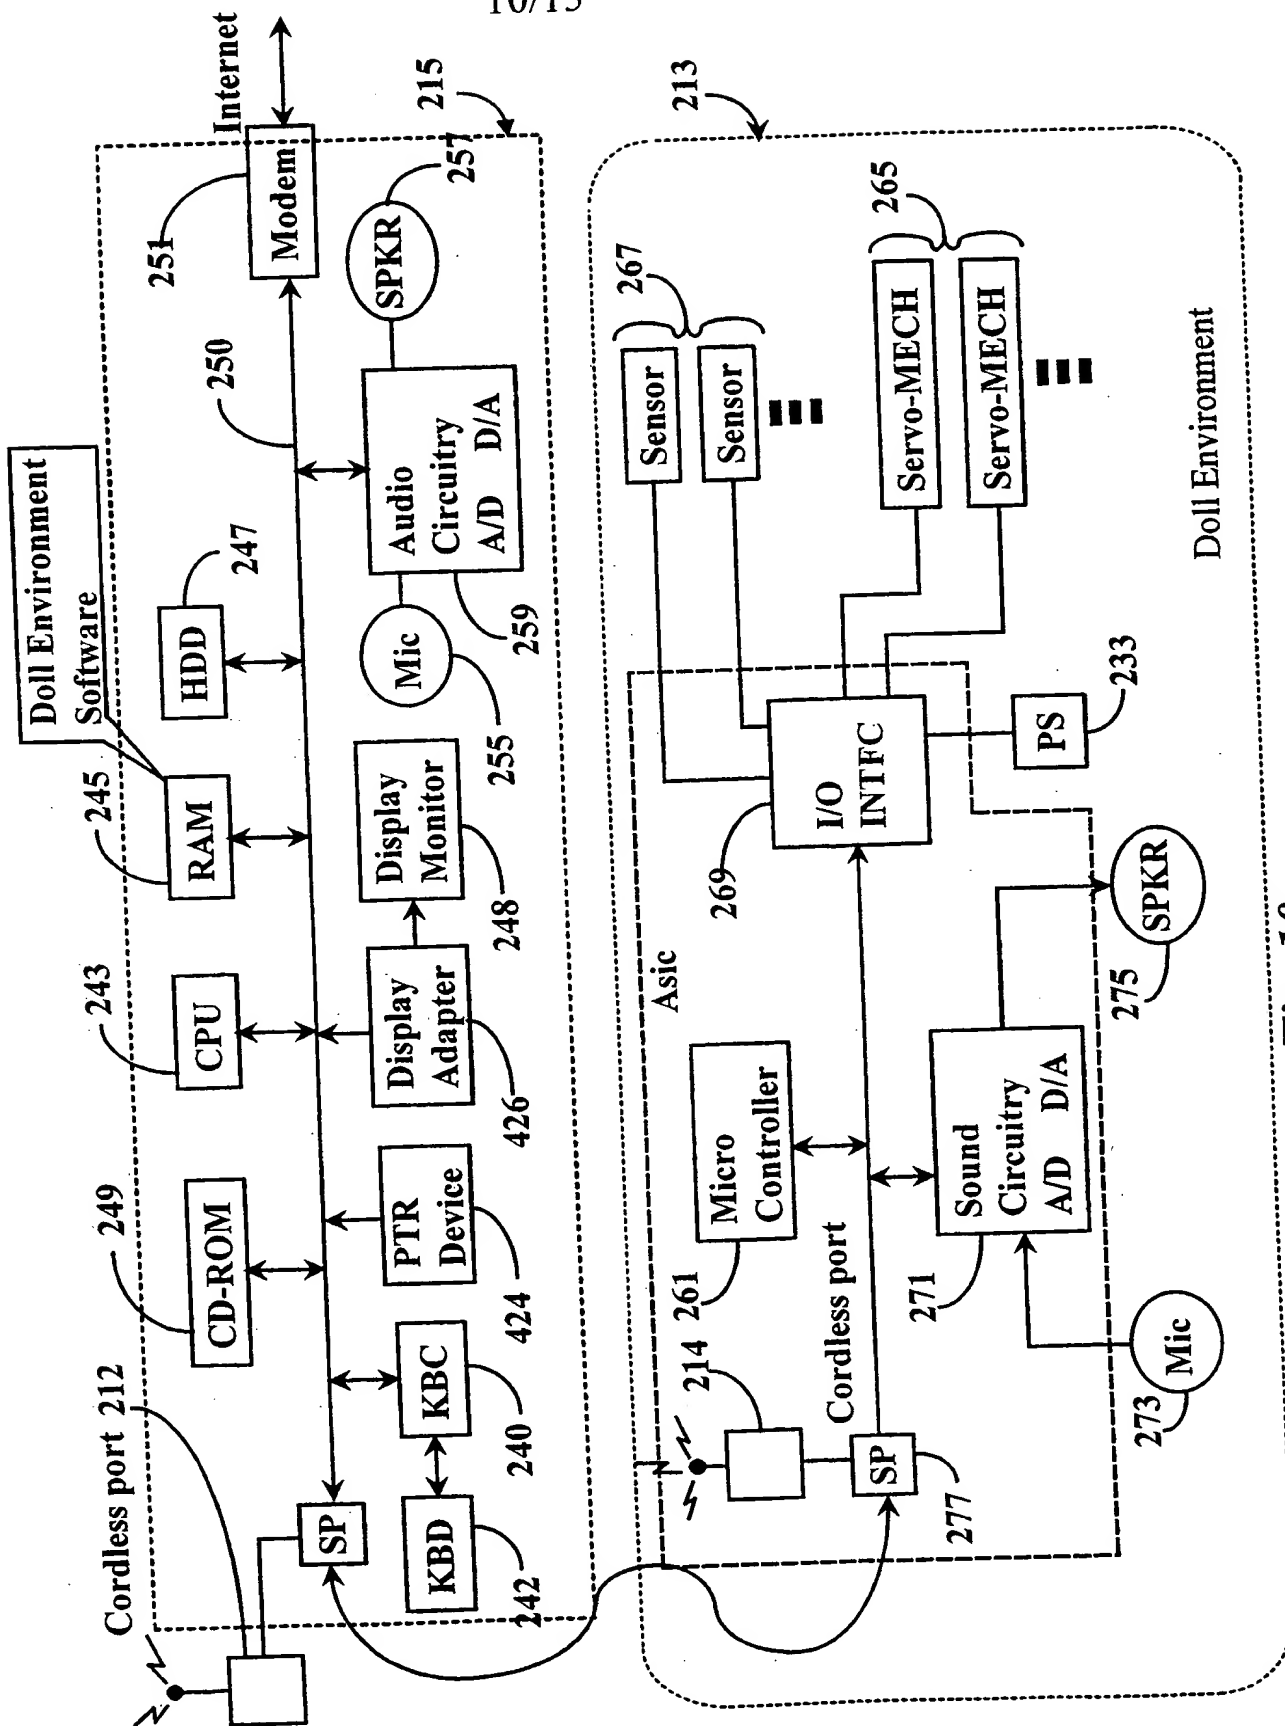 10/13
Cordless port 212
249
243
245
Doll Environment
Software
247
250
251
Internet
CD-ROM
CPU
RAM
HDD
Modem
215
SP
KBD
KBC
PTR
Device
Display
Adapter
Display
Monitor
Mic
Audio
Circuitry
A/D D/A
SPKR
257
242
240
424
426
248
255
259
213
Asic
214
261
Micro
Controller
Cordless port
SP
277
269
I/O
INTFC
Sensor
Sensor
267
Servo-MECH
Servo-MECH
265
271
Sound
Circuitry
A/D D/A
273
Mic
275
SPKR
PS
233
Doll Environment